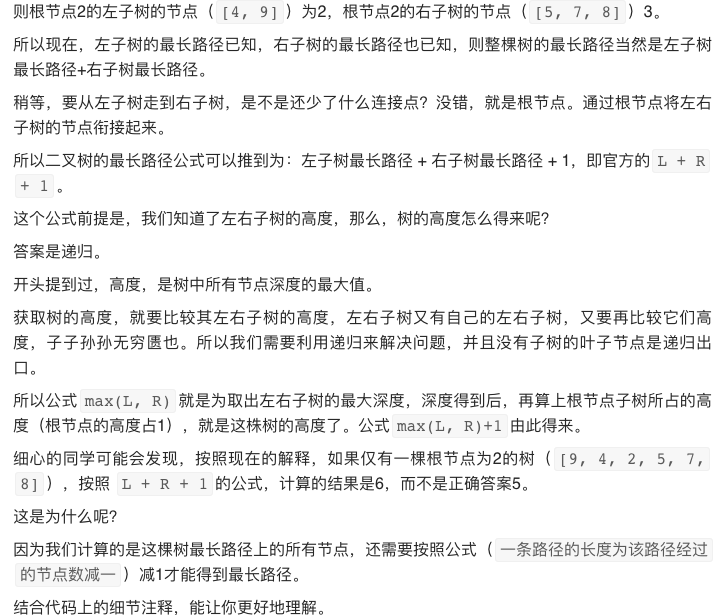 则根节点2的左子树的节点（ [4, 9] ）为2，根节点2的右子树的节点（ [5, 7, 8] ）3。
所以现在，左子树的最长路径已知，右子树的最长路径也已知，则整棵树的最长路径当然是左子树
最长路径+右子树最长路径。
稍等，要从左子树走到右子树，是不是还少了什么连接点？没错，就是根节点。通过根节点将左右
子树的节点衔接起来。
所以二叉树的最长路径公式可以推到为：左子树最长路径 + 右子树最长路径 + 1，即官方的 L + R
+ 1 。
这个公式前提是，我们知道了左右子树的高度，那么，树的高度怎么得来呢？
答案是递归。
开头提到过，高度，是树中所有节点深度的最大值。
获取树的高度，就要比较其左右子树的高度，左右子树又有自己的左右子树，又要再比较它们高
度，子子孙孙无穷匮也。所以我们需要利用递归来解决问题，并且没有子树的叶子节点是递归出
口。
所以公式 max(L, R) 就是为取出左右子树的最大深度，深度得到后，再算上根节点子树所占的高
度（根节点的高度占1），就是这株树的高度了。公式 max(L, R)+1 由此得来。
细心的同学可能会发现，按照现在的解释，如果仅有一棵根节点为2的树（ [9, 4, 2, 5, 7,
8] ），按照 L + R + 1 的公式，计算的结果是6，而不是正确答案5。
这是为什么呢？
因为我们计算的是这棵树最长路径上的所有节点，还需要按照公式（ 一条路径的长度为该路径经过
的节点数减一 ）减1才能得到最长路径。
结合代码上的细节注释，能让你更好地理解。